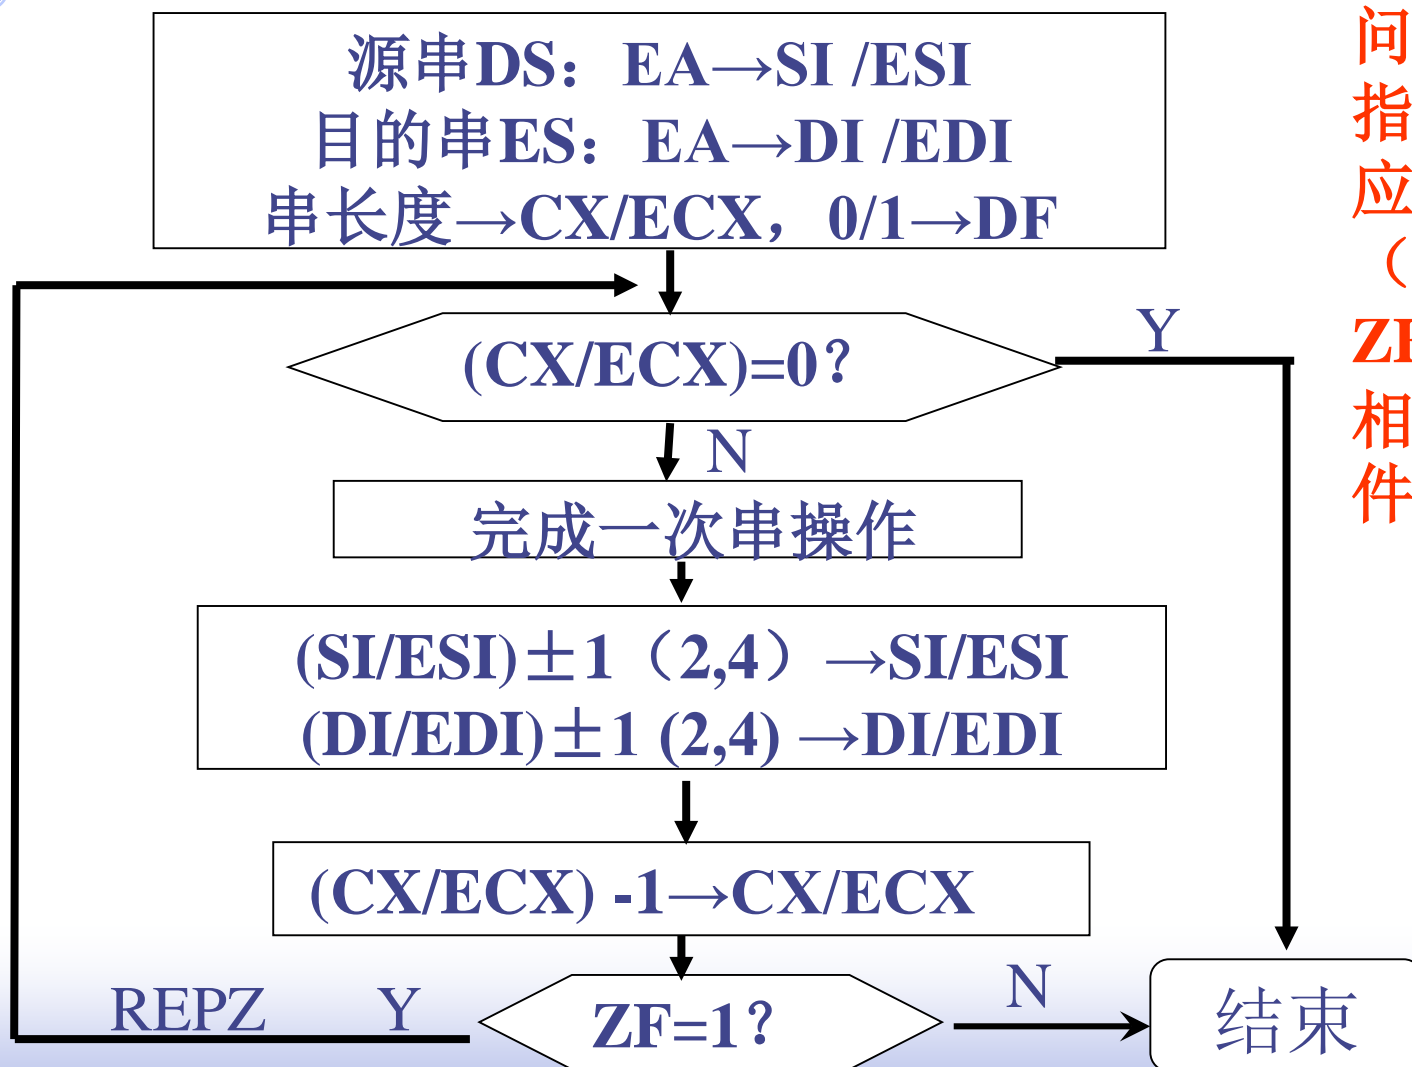 源串DS：EA→SI /ESI
目的串ES：EA→DI /EDI
串长度→CX/ECX，0/1→DF
(CX/ECX)=0？
Y
N
完成一次串操作
(SI/ESI)±1（2,4）→SI/ESI
(DI/EDI)±1 (2,4) →DI/EDI
(CX/ECX) -1→CX/ECX
REPZ
Y
ZF=1？
N
结束
问
指
应
（
相
件